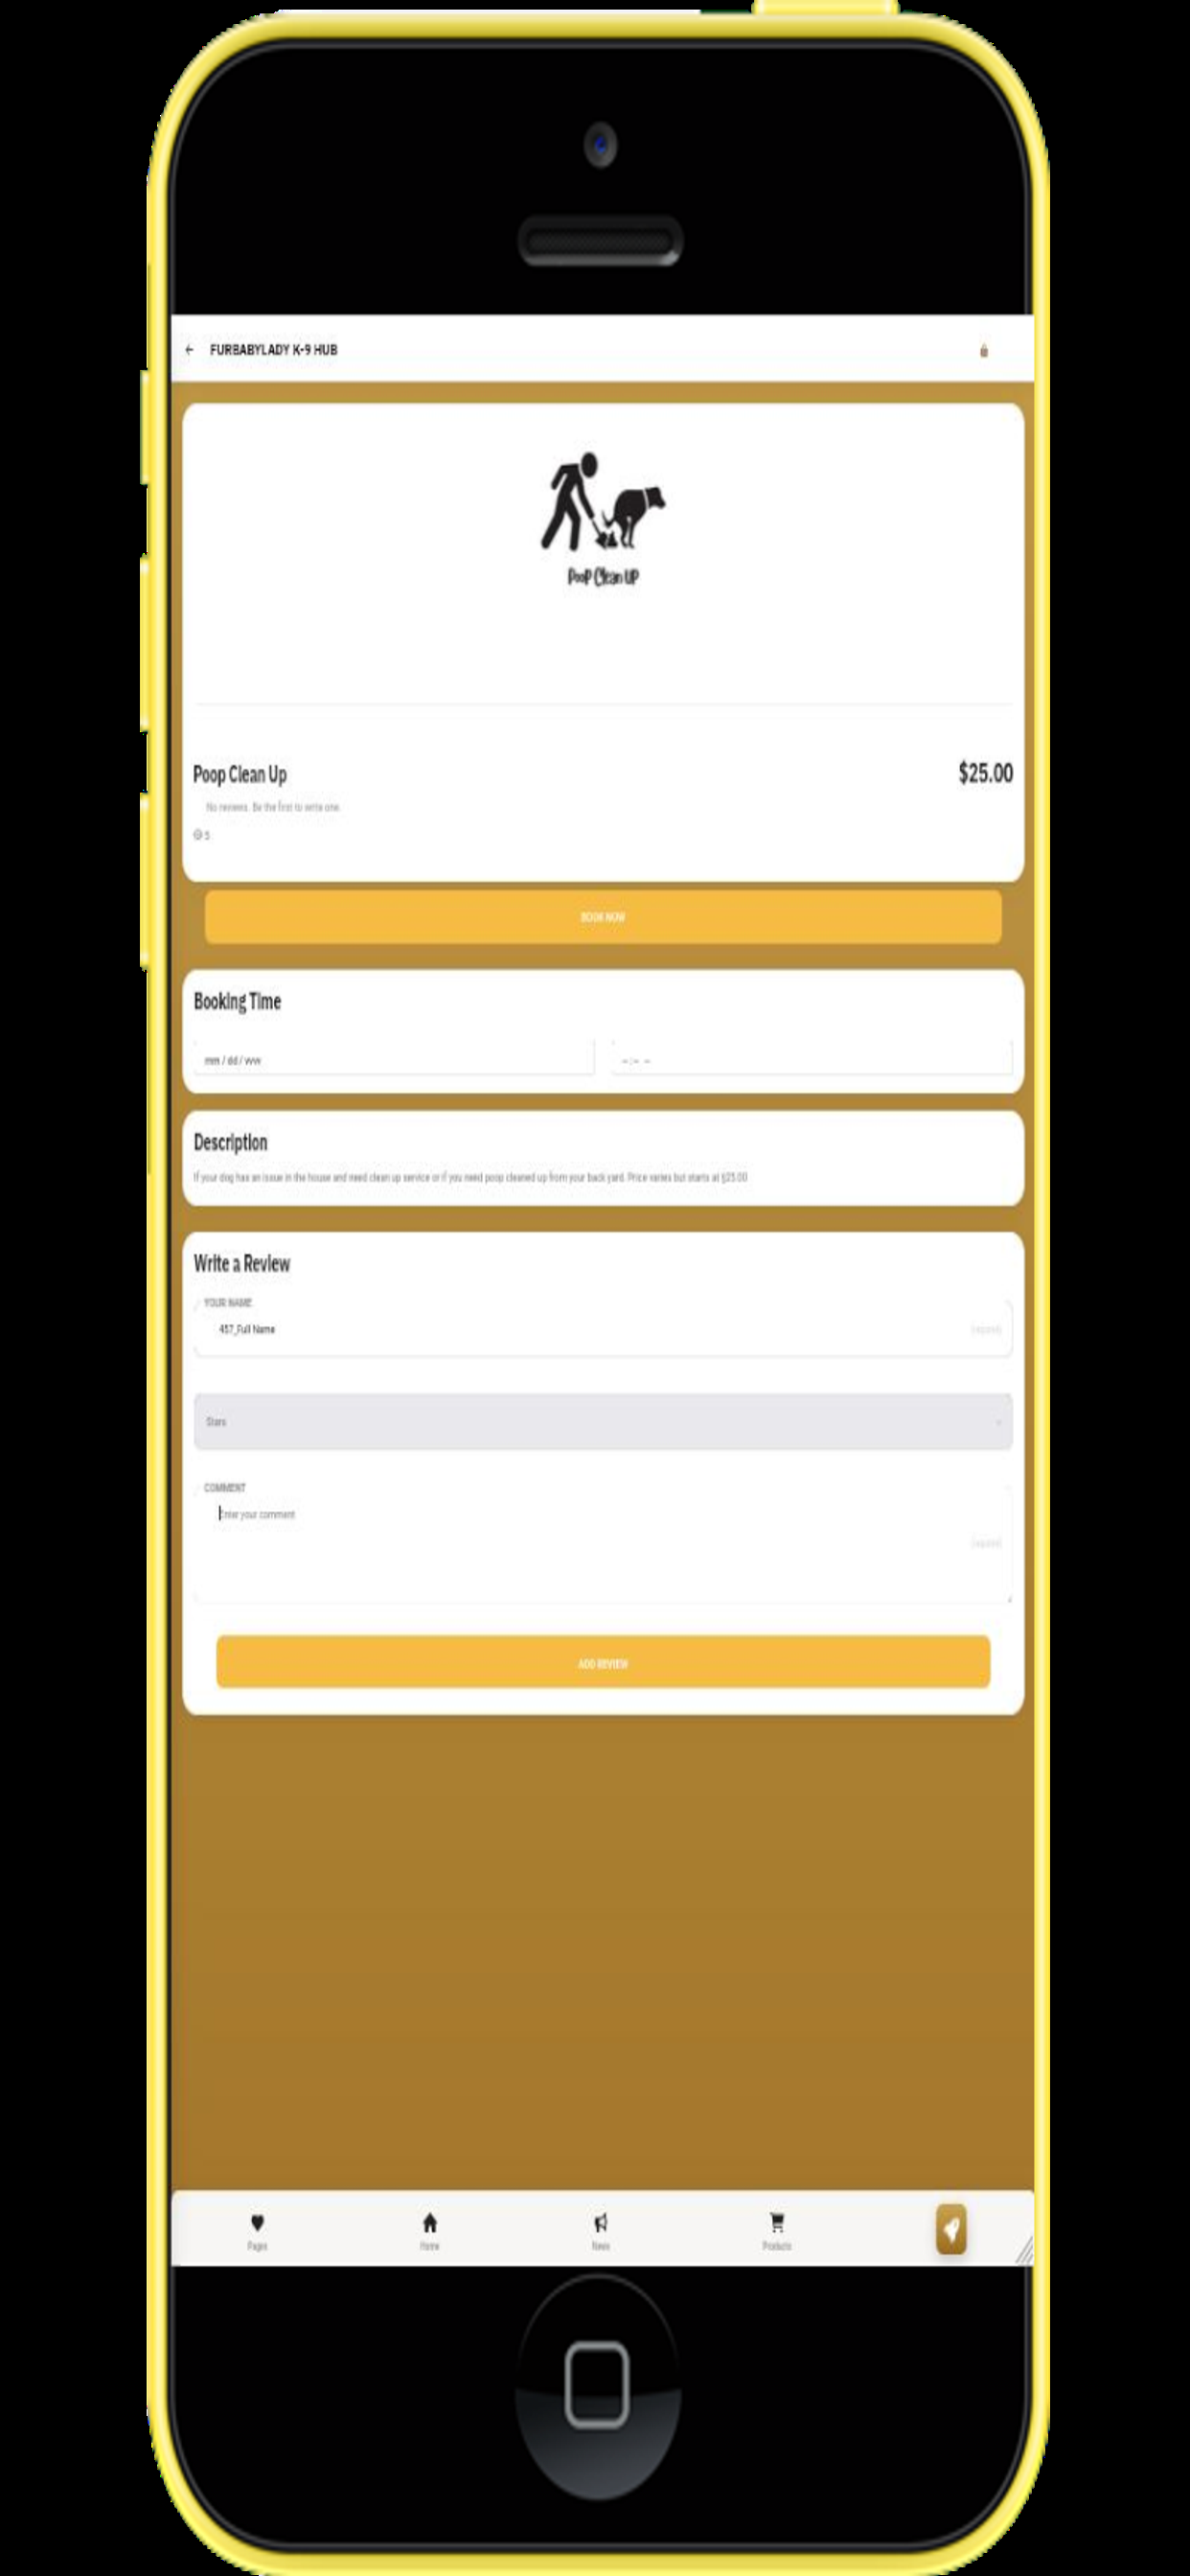 FURBABYLADY K-9 HUB
Poop Clean UP
Poop Clean Up
$25.00
No reviews. Be the first to write one.
5
BOOK NOW
Booking Time
mm / dd / yyyy
--:-- --
Description
If your dog has an issue in the house and need clean up service or if you need poop cleaned up from your back yard. Price varies but starts at $25.00
Write a Review
YOUR NAME
457_Full Name
(required)
Stars
COMMENT
Enter your comment
(required)
ADD REVIEW
Pages
Home
News
Products